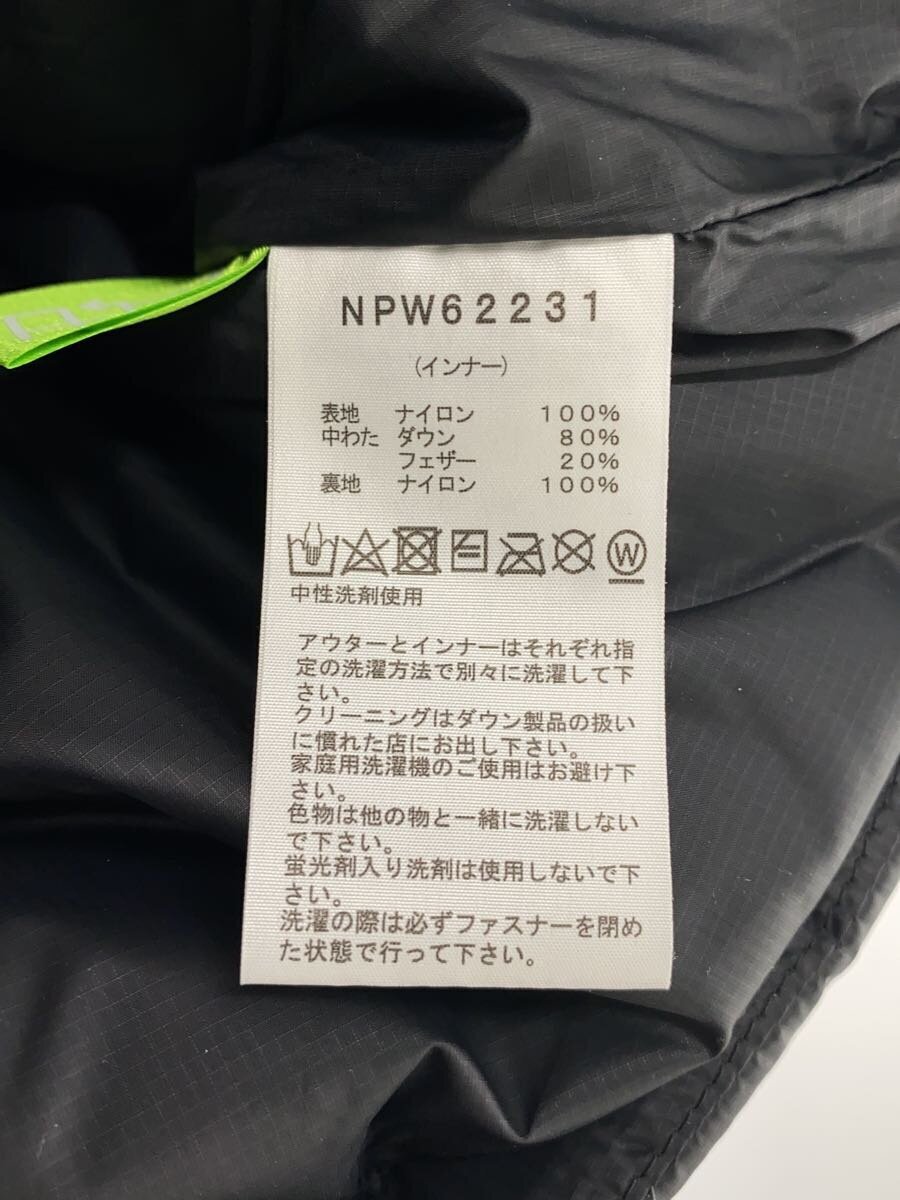 NPW62231
(インナー)
表地 ナイロン 100%
中わた ダウン 80%
フェザー 20%
裏地 ナイロン 100%
W
中性洗剤使用
アウターとインナーはそれぞれ指
定の洗濯方法で別々に洗濯して下
さい。
クリーニングはダウン製品の扱い
に慣れた店にお出し下さい。
家庭用洗濯機のご使用はお避け下
さい。
色物は他の物と一緒に洗濯しない
で下さい。
蛍光剤入り洗剤は使用しないで下
さい。
洗濯の際は必ずファスナーを閉め
た状態で行って下さい。